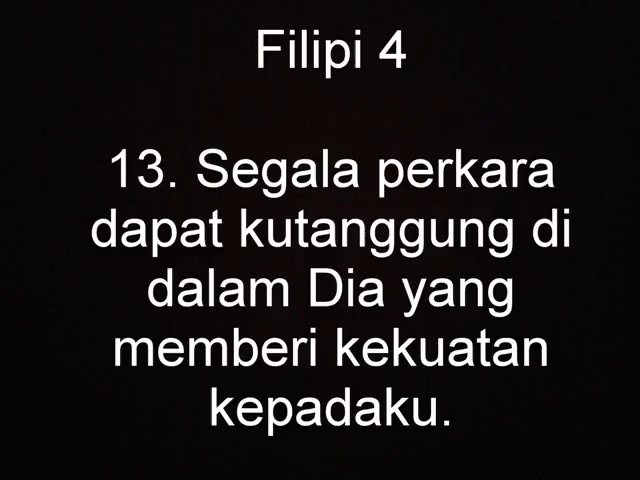 Filipi 4
13. Segala perkara
dapat kutanggung di
dalam Dia yang
memberi kekuatan
kepadaku.